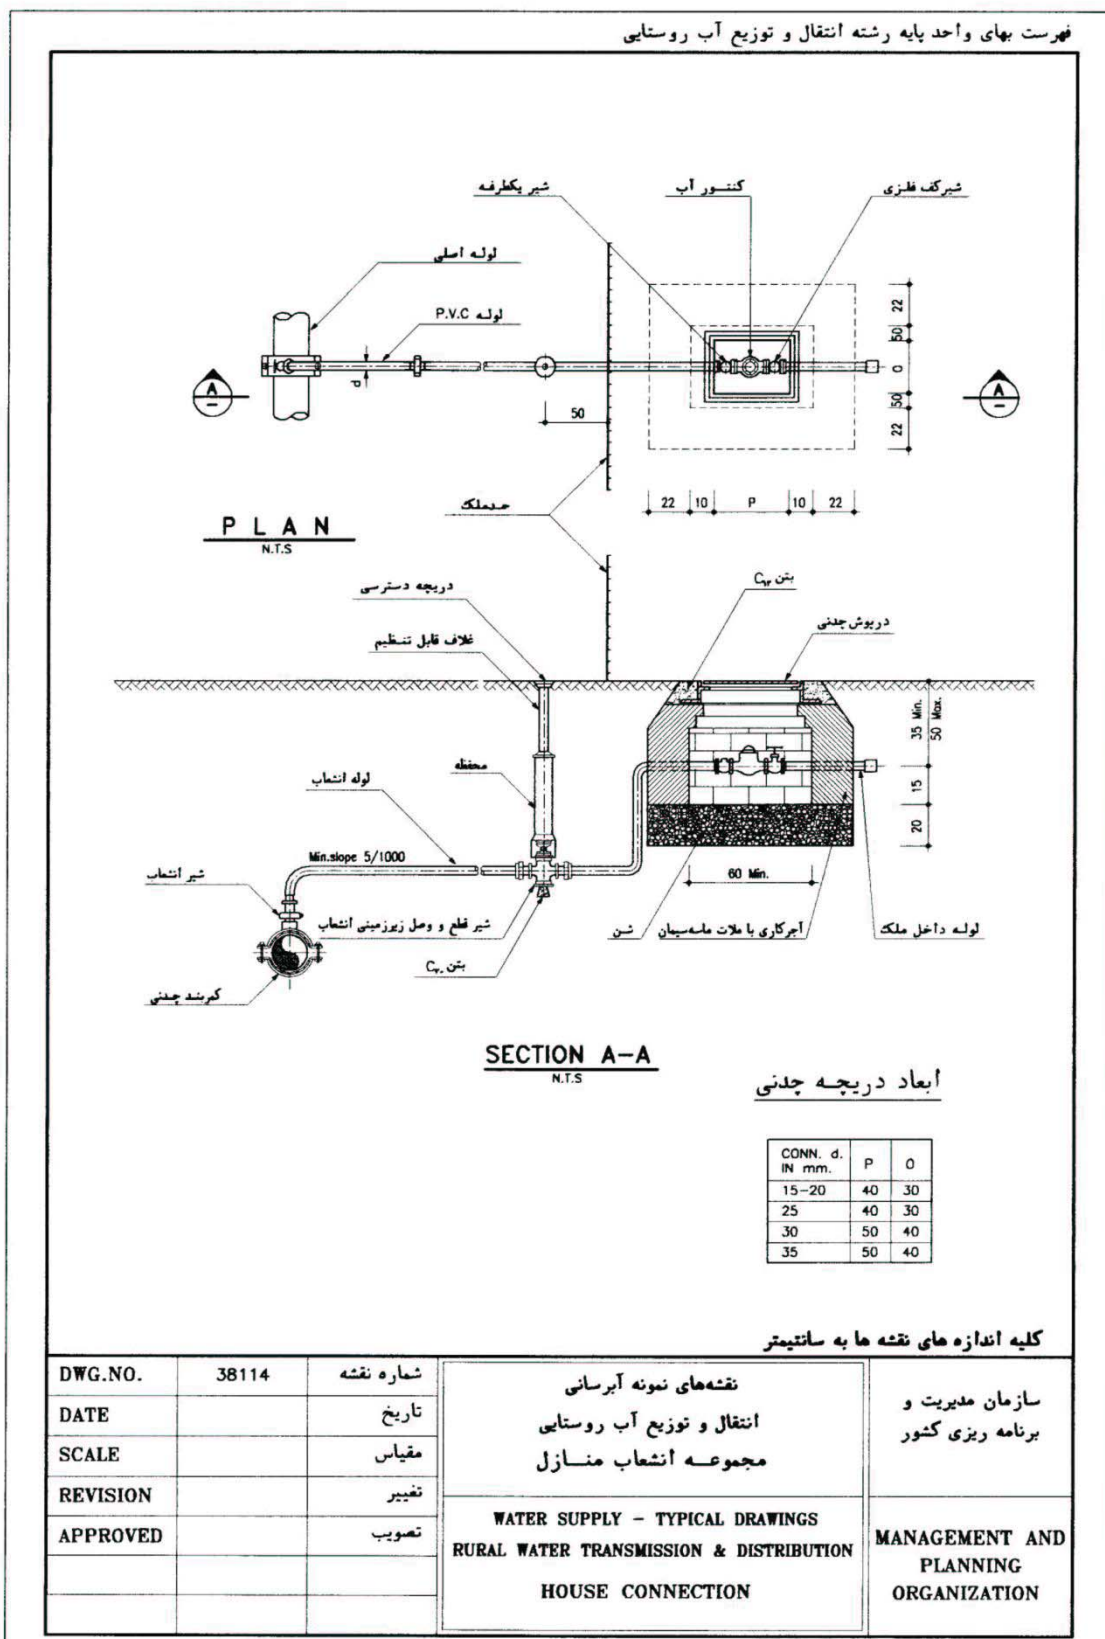 فهرست بهای واحد پایه رشته انتقال و توزیع آب روستایی
شیر یکطرفه
کنتـور آب
شیرکف فلزی
لوله اصلی
لوله P.V.C
d
A
–
50
22
50
O
50
22
A
–
22
10
P
10
22
حدملک
PLAN
N.T.S
دریچه دسترسی
غلاف قابل تنظیم
بتن C۱۲
درپوش چدنی
محفظه
لوله انشعاب
35 Min.
50 Max.
15
20
Min.slope 5/1000
60 Min.
شیر انشعاب
شیر قطع و وصل زیرزمینی انشعاب
شن
آجرکاری با ملات ماسه‌سیمان
لوله داخل ملک
بتن C۲۰
کمربند چدنی
SECTION A–A
N.T.S
ابعاد دریچه چدنی
CONN. d. IN mm. P O
15–20 40 30
25 40 30
30 50 40
35 50 40
کلیه اندازه های نقشه ها به سانتیمتر
DWG.NO. 38114 شماره نقشه
DATE تاریخ
SCALE مقیاس
REVISION تغییر
APPROVED تصویب
نقشه‌های نمونه آبرسانی
انتقال و توزیع آب روستایی
مجموعه انشعاب منازل
WATER SUPPLY – TYPICAL DRAWINGS
RURAL WATER TRANSMISSION & DISTRIBUTION
HOUSE CONNECTION
سازمان مدیریت و
برنامه ریزی کشور
MANAGEMENT AND
PLANNING
ORGANIZATION